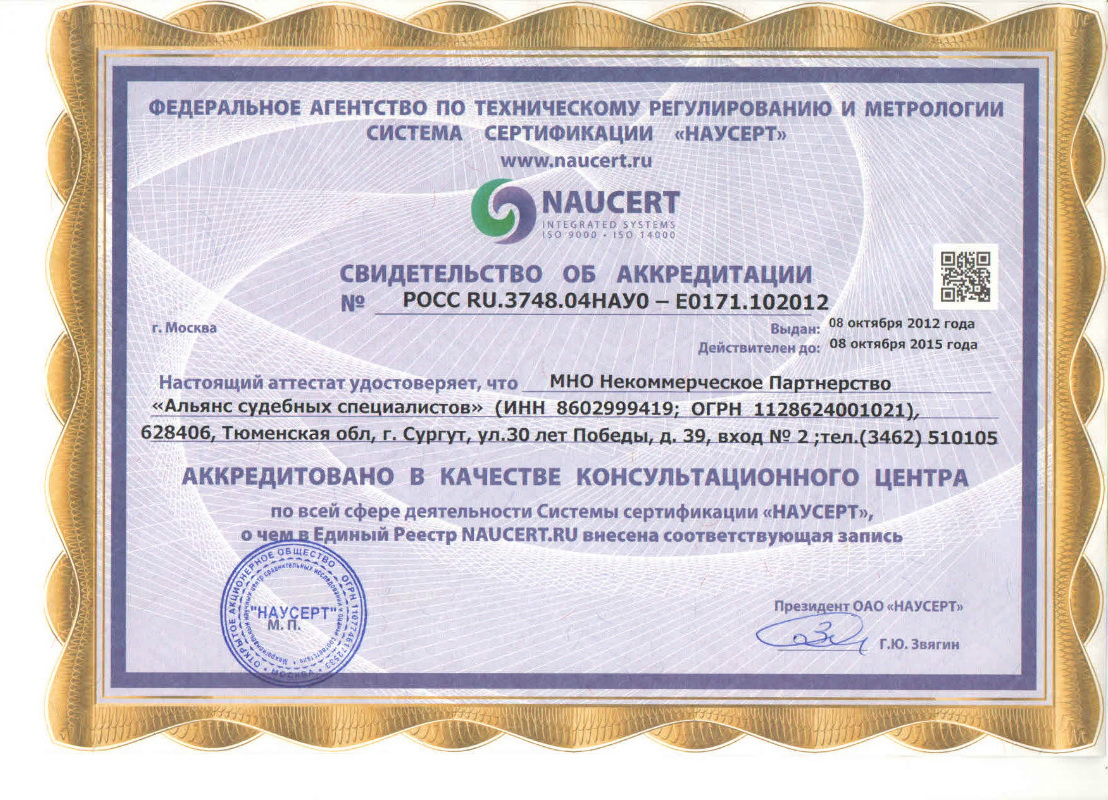 ФЕДЕРАЛЬНОЕ АГЕНТСТВО ПО ТЕХНИЧЕСКОМУ РЕГУЛИРОВАНИЮ И МЕТРОЛОГИИ
СИСТЕМА СЕРТИФИКАЦИИ «НАУСЕРТ»
www.naucert.ru
NAUCERT
INTEGRATED SYSTEMS
ISO 9000 • ISO 14000
СВИДЕТЕЛЬСТВО ОБ АККРЕДИТАЦИИ
№ РОСС RU.3748.04НАУ0 – Е0171.102012
г. Москва
Выдан: 08 октября 2012 года
Действителен до: 08 октября 2015 года
Настоящий аттестат удостоверяет, что МНО Некоммерческое Партнерство
«Альянс судебных специалистов» (ИНН 8602999419; ОГРН 1128624001021),
628406, Тюменская обл, г. Сургут, ул.30 лет Победы, д. 39, вход № 2 ;тел.(3462) 510105
АККРЕДИТОВАНО В КАЧЕСТВЕ КОНСУЛЬТАЦИОННОГО ЦЕНТРА
по всей сфере деятельности Системы сертификации «НАУСЕРТ»,
о чем в Единый Реестр NAUCERT.RU внесена соответствующая запись
ОТКРЫТОЕ АКЦИОНЕРНОЕ ОБЩЕСТВО
МОСКВА
"НАУСЕРТ"
М. П.
Президент ОАО «НАУСЕРТ»
Г.Ю. Звягин